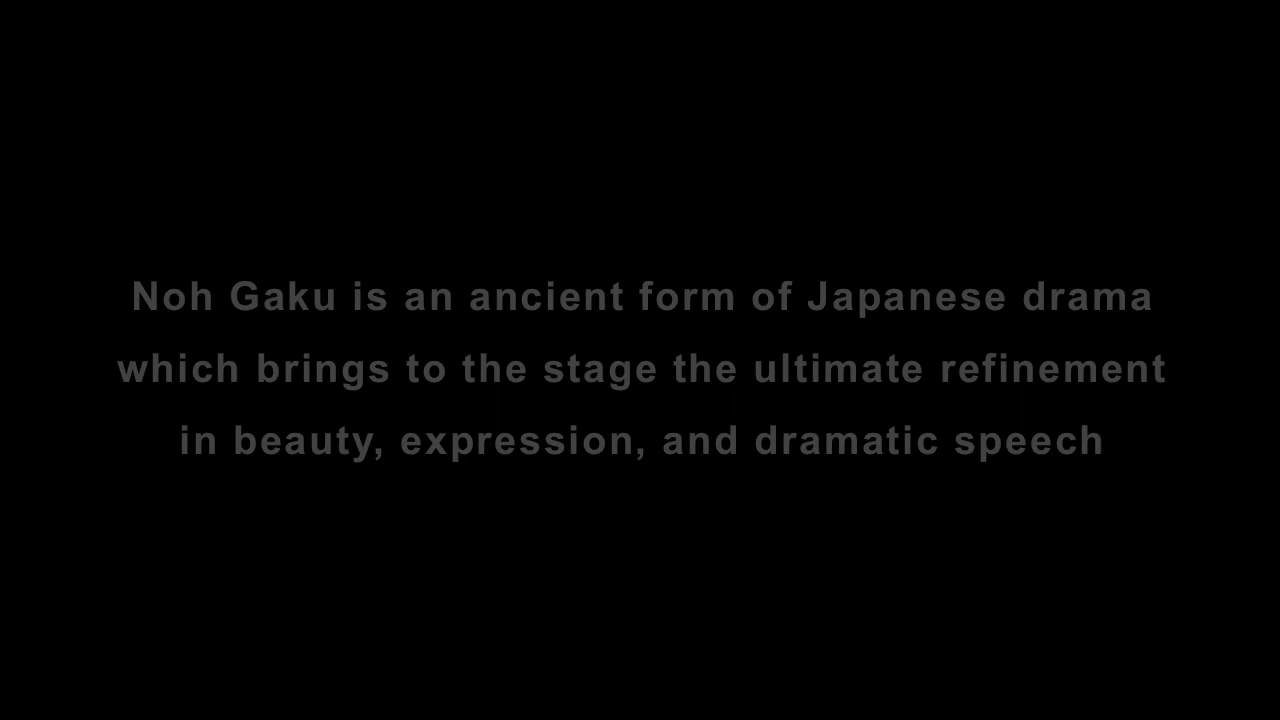 Noh Gaku is an ancient form of Japanese drama
which brings to the stage the ultimate refinement
in beauty, expression, and dramatic speech